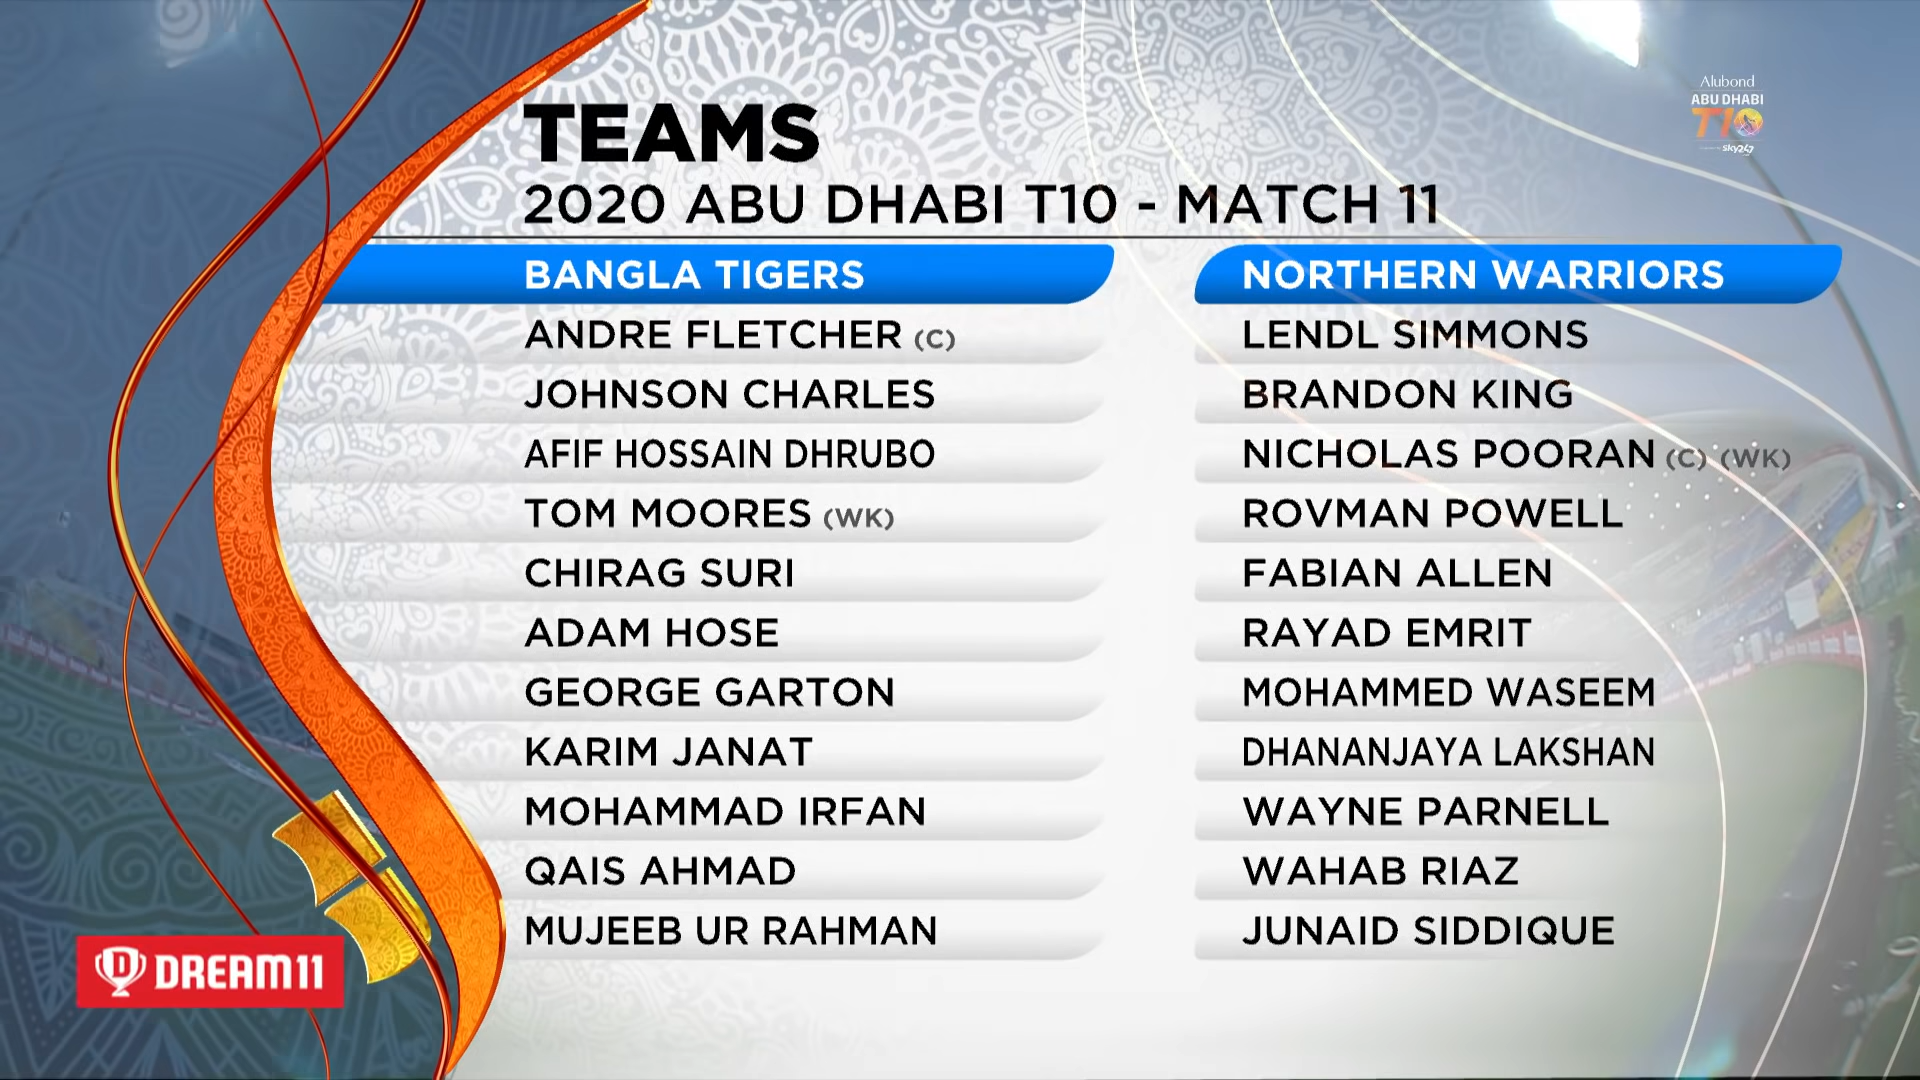 Alubond
ABU DHABI
T10
sky247
TEAMS
2020 ABU DHABI T10 - MATCH 11
BANGLA TIGERS
ANDRE FLETCHER (C)
JOHNSON CHARLES
AFIF HOSSAIN DHRUBO
TOM MOORES (WK)
CHIRAG SURI
ADAM HOSE
GEORGE GARTON
KARIM JANAT
MOHAMMAD IRFAN
QAIS AHMAD
MUJEEB UR RAHMAN
NORTHERN WARRIORS
LENDL SIMMONS
BRANDON KING
NICHOLAS POORAN (C) (WK)
ROVMAN POWELL
FABIAN ALLEN
RAYAD EMRIT
MOHAMMED WASEEM
DHANANJAYA LAKSHAN
WAYNE PARNELL
WAHAB RIAZ
JUNAID SIDDIQUE
D DREAM11